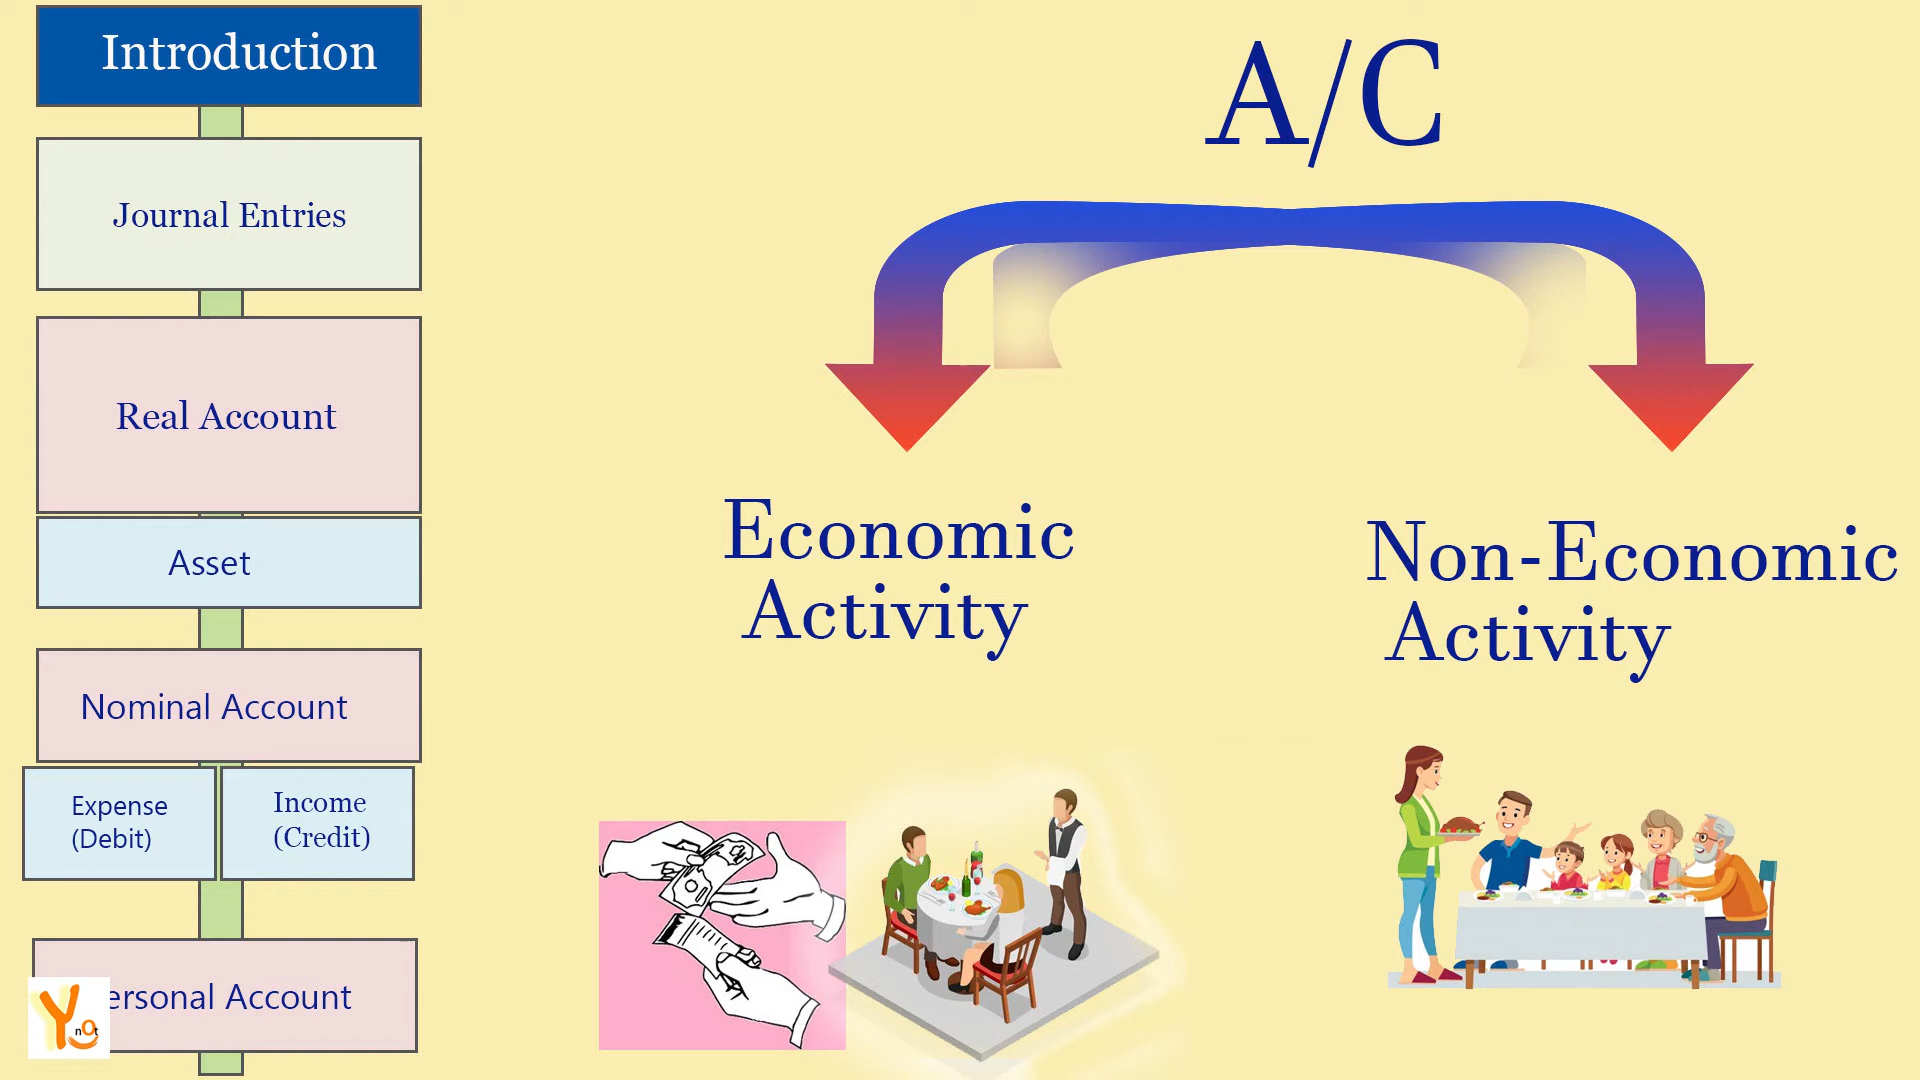 Introduction
Journal Entries
Real Account
Asset
Nominal Account
Expense
(Debit)
Income
(Credit)
ersonal Account
Y
nOt
A/C
Economic
Activity
Non-Economic
Activity